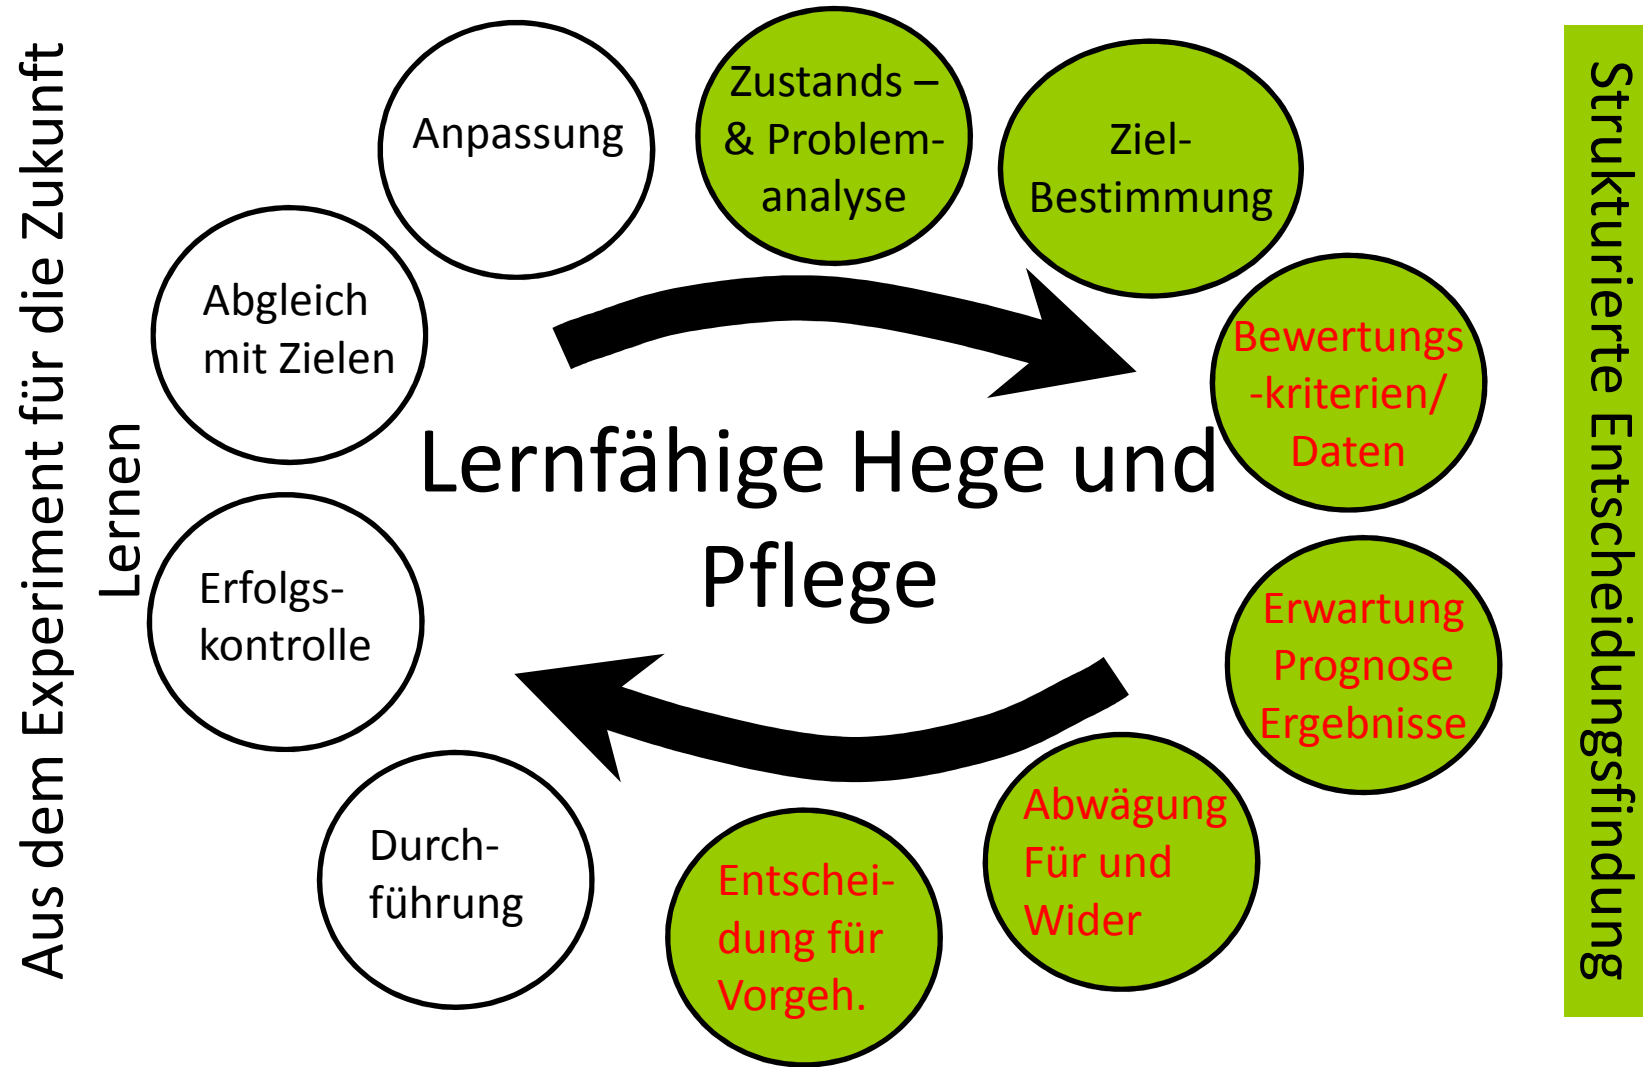 Aus dem Experiment für die Zukunft
Lernen
Anpassung
Zustands –
& Problem-
analyse
Ziel-
Bestimmung
Bewertungs
-kriterien/
Daten
Erwartung
Prognose
Ergebnisse
Abwägung
Für und
Wider
Entschei-
dung für
Vorgeh.
Durch-
führung
Erfolgs-
kontrolle
Abgleich
mit Zielen
Lernfähige Hege und
Pflege
Strukturierte Entscheidungsfindung